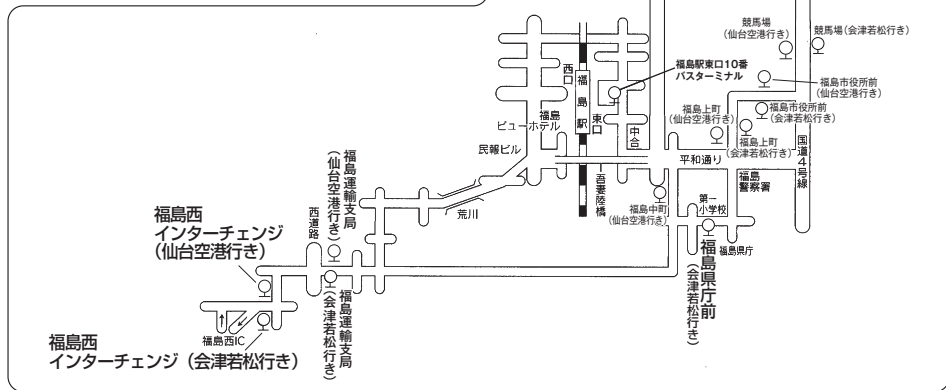 競馬場
（仙台空港行き）
競馬場（会津若松行き）
福島駅東口10番
バスターミナル
西口
福島駅
東口
福島
ビューホテル
民報ビル
中合
福島市役所前
（仙台空港行き）
福島市役所前
（会津若松行き）
福島上町
（仙台空港行き）
福島上町
（会津若松行き）
国道4号線
平和通り
福島
警察署
吾妻陸橋
福島中町
（仙台空港行き）
第一
小学校
福島県庁
福島県庁前
（会津若松行き）
荒川
西道路
福島運輸支局
（仙台空港行き）
福島西
インターチェンジ
（仙台空港行き）
福島運輸支局
（会津若松行き）
福島西IC
福島西
インターチェンジ（会津若松行き）